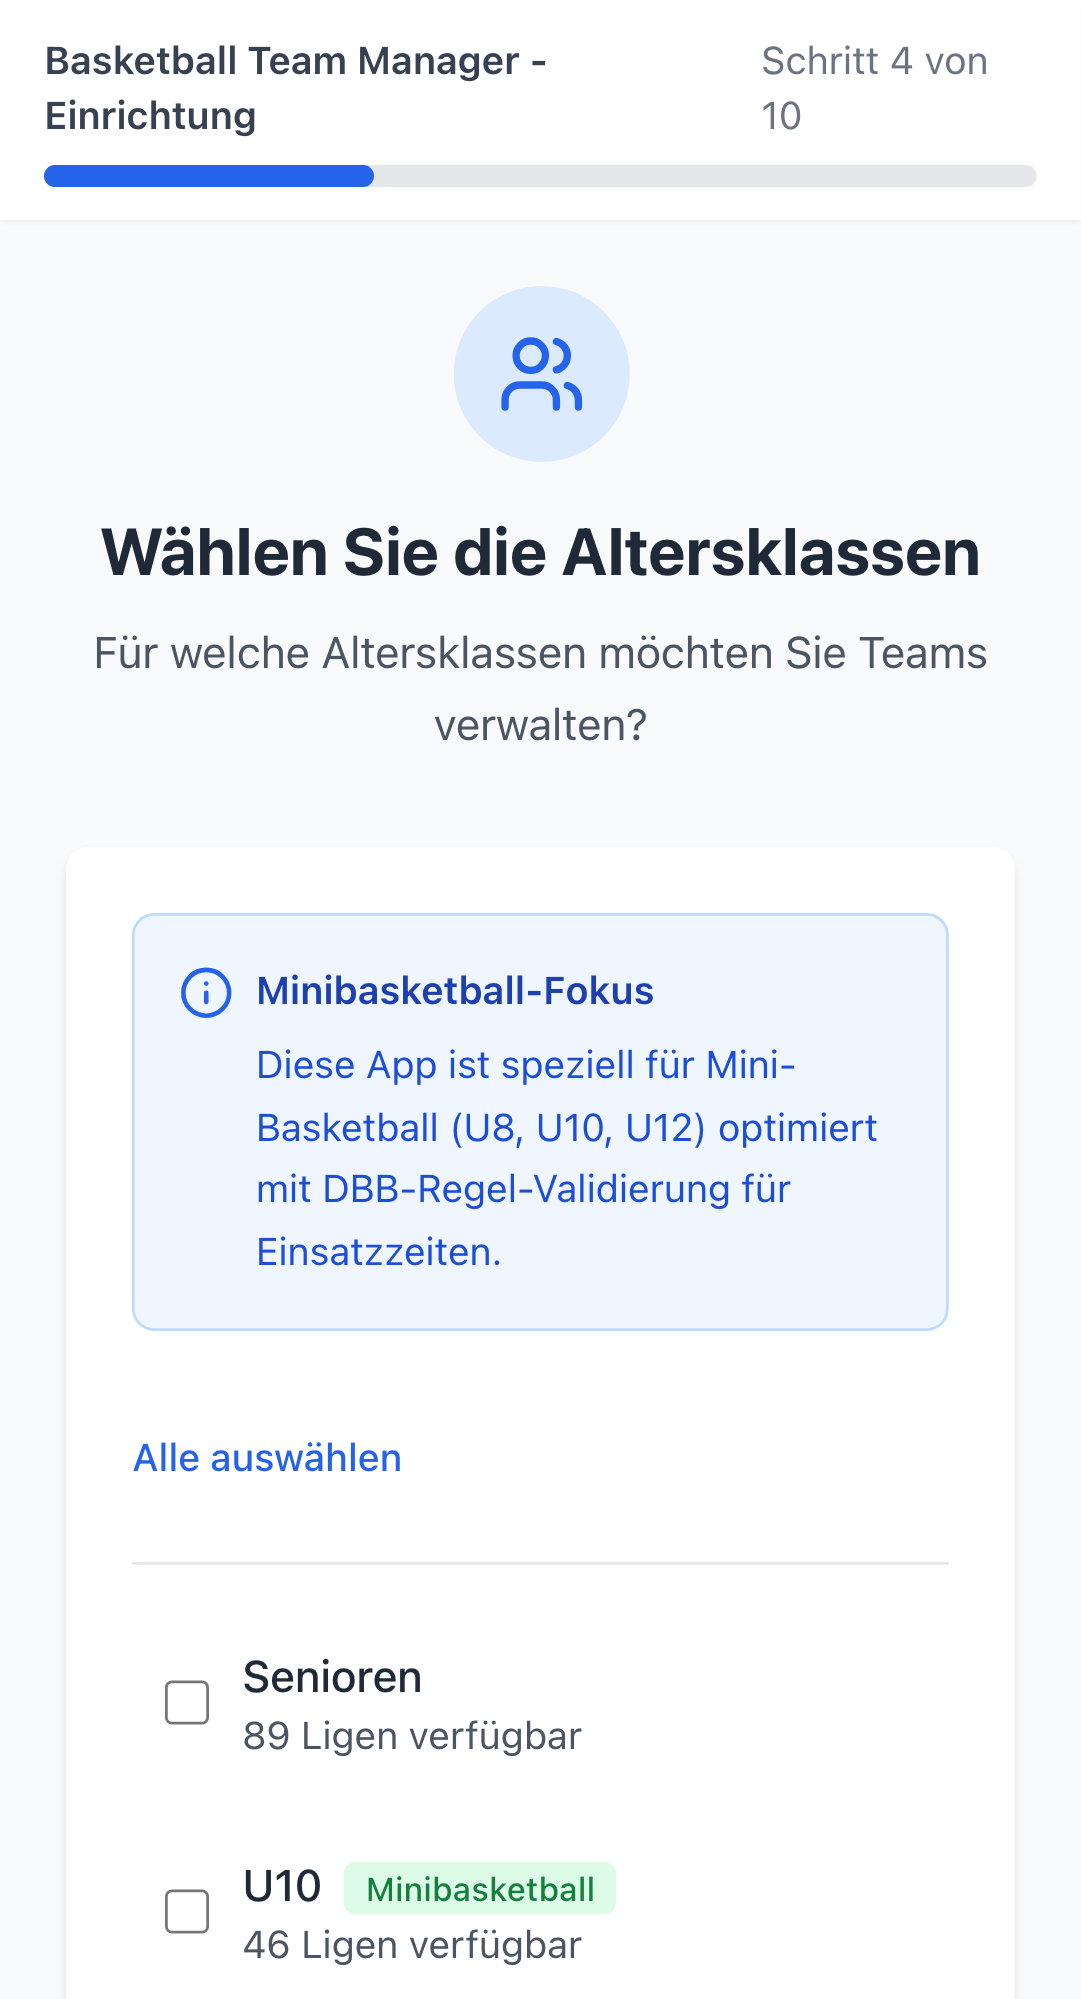 Basketball Team Manager -
Einrichtung
Schritt 4 von
10
Wählen Sie die Altersklassen
Für welche Altersklassen möchten Sie Teams
verwalten?
Minibasketball-Fokus
Diese App ist speziell für Mini-
Basketball (U8, U10, U12) optimiert
mit DBB-Regel-Validierung für
Einsatzzeiten.
Alle auswählen
Senioren
89 Ligen verfügbar
U10 Minibasketball
46 Ligen verfügbar